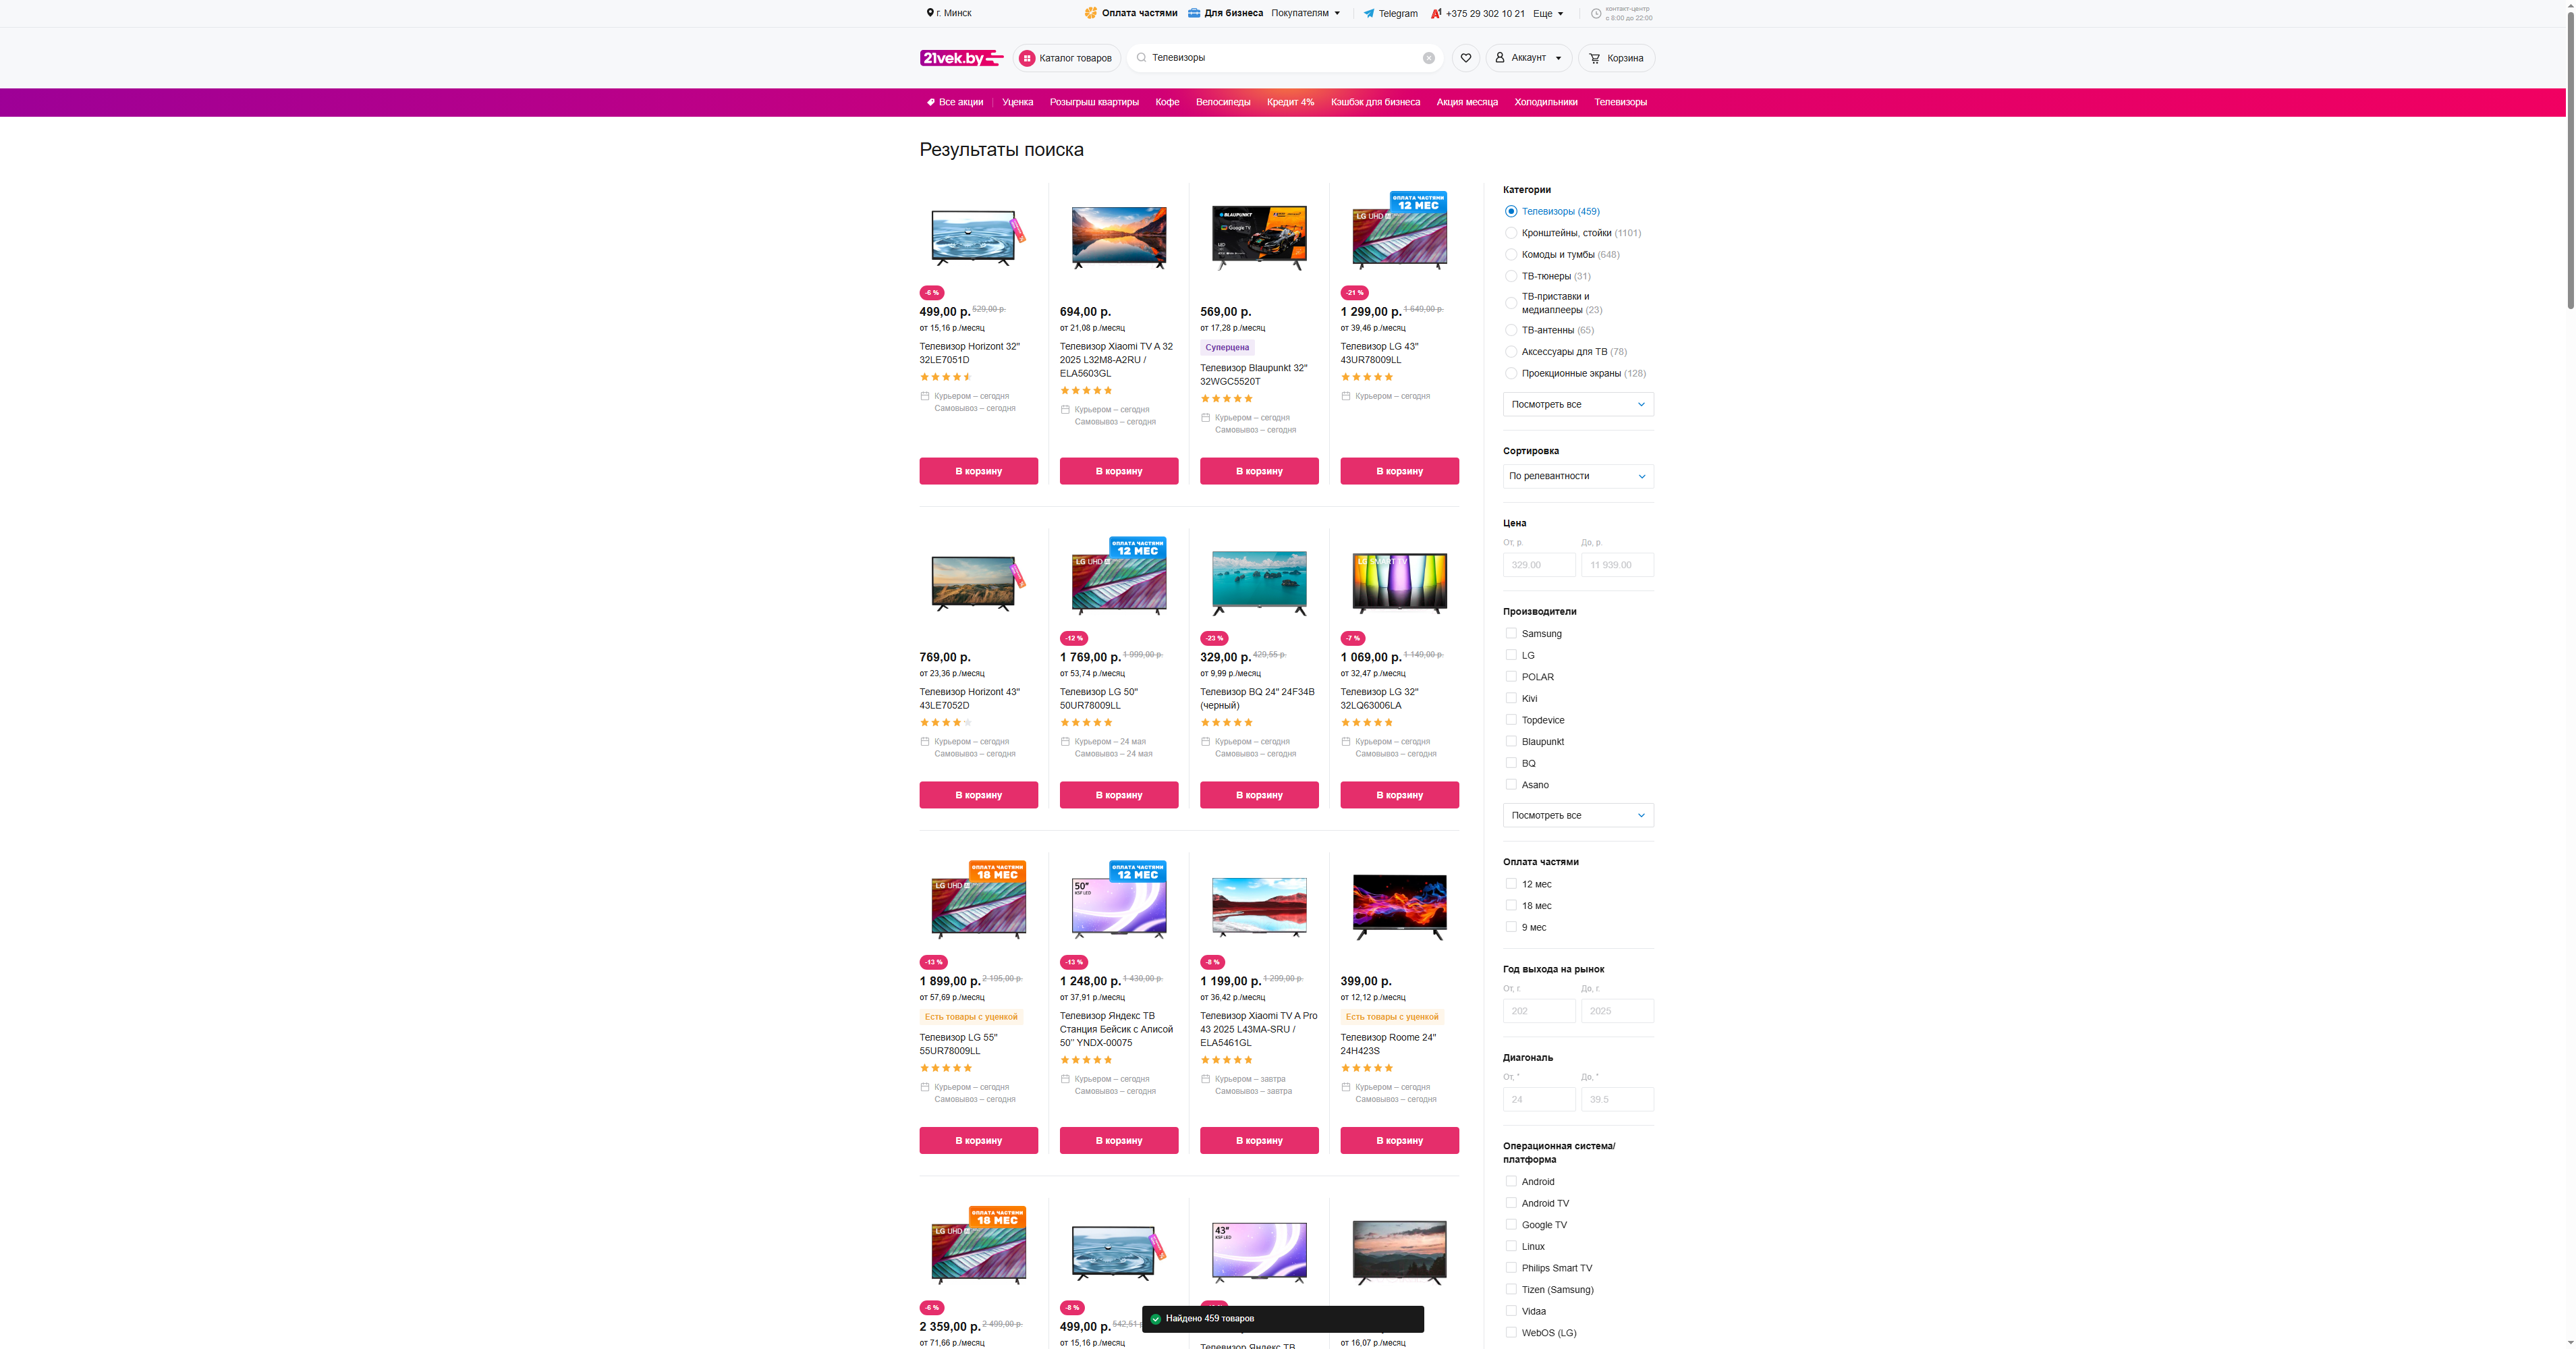 г. Минск
Оплата частями
Для бизнеса
Покупателям
Telegram
+375 29 302 10 21
Еще
контакт-центр
с 8:00 до 22:00
21vek.by
Каталог товаров
Телевизоры
Аккаунт
Корзина
Все акции
Уценка
Розыгрыш квартиры
Кофе
Велосипеды
Кредит 4%
Кэшбэк для бизнеса
Акция месяца
Холодильники
Телевизоры
Результаты поиска
-6 %
499,00 р. 529,00 р.
от 15,16 р./месяц
Телевизор Horizont 32"
32LE7051D
Курьером – сегодня
Самовывоз – сегодня
В корзину
694,00 р.
от 21,08 р./месяц
Телевизор Xiaomi TV A 32
2025 L32M8-A2RU /
ELA5603GL
Курьером – сегодня
Самовывоз – сегодня
В корзину
BLAUPUNKT
Google TV
569,00 р.
от 17,28 р./месяц
Суперцена
Телевизор Blaupunkt 32"
32WGC5520T
Курьером – сегодня
Самовывоз – сегодня
В корзину
ОПЛАТА ЧАСТЯМИ
12 МЕС
LG UHD
-21 %
1 299,00 р. 1 649,00 р.
от 39,46 р./месяц
Телевизор LG 43"
43UR78009LL
Курьером – сегодня
В корзину
769,00 р.
от 23,36 р./месяц
Телевизор Horizont 43"
43LE7052D
Курьером – сегодня
Самовывоз – сегодня
В корзину
ОПЛАТА ЧАСТЯМИ
12 МЕС
LG UHD
-12 %
1 769,00 р. 1 999,00 р.
от 53,74 р./месяц
Телевизор LG 50"
50UR78009LL
Курьером – 24 мая
Самовывоз – 24 мая
В корзину
-23 %
329,00 р. 429,55 р.
от 9,99 р./месяц
Телевизор BQ 24" 24F34B
(черный)
Курьером – сегодня
Самовывоз – сегодня
В корзину
LG SMART TV
-7 %
1 069,00 р. 1 149,00 р.
от 32,47 р./месяц
Телевизор LG 32"
32LQ63006LA
Курьером – сегодня
Самовывоз – сегодня
В корзину
ОПЛАТА ЧАСТЯМИ
18 МЕС
LG UHD
-13 %
1 899,00 р. 2 195,00 р.
от 57,69 р./месяц
Есть товары с уценкой
Телевизор LG 55"
55UR78009LL
Курьером – сегодня
Самовывоз – сегодня
В корзину
ОПЛАТА ЧАСТЯМИ
12 МЕС
50"
KSF LED
-13 %
1 248,00 р. 1 430,00 р.
от 37,91 р./месяц
Телевизор Яндекс ТВ
Станция Бейсик с Алисой
50'' YNDX-00075
Курьером – сегодня
Самовывоз – сегодня
В корзину
-8 %
1 199,00 р. 1 299,00 р.
от 36,42 р./месяц
Телевизор Xiaomi TV A Pro
43 2025 L43MA-SRU /
ELA5461GL
Курьером – завтра
Самовывоз – завтра
В корзину
399,00 р.
от 12,12 р./месяц
Есть товары с уценкой
Телевизор Roome 24"
24H423S
Курьером – сегодня
Самовывоз – сегодня
В корзину
ОПЛАТА ЧАСТЯМИ
18 МЕС
LG UHD
-6 %
2 359,00 р. 2 499,00 р.
от 71,66 р./месяц
-8 %
499,00 р. 542,51
от 15,16 р./месяц
43"
KSF LED
Телевизор Яндекс ТВ
от 16,07 р./месяц
Найдено 459 товаров
Категории
Телевизоры (459)
Кронштейны, стойки (1101)
Комоды и тумбы (648)
ТВ-тюнеры (31)
ТВ-приставки и
медиаплееры (23)
ТВ-антенны (65)
Аксессуары для ТВ (78)
Проекционные экраны (128)
Посмотреть все
Сортировка
По релевантности
Цена
От, р.
До, р.
329.00
11 939.00
Производители
Samsung
LG
POLAR
Kivi
Topdevice
Blaupunkt
BQ
Asano
Посмотреть все
Оплата частями
12 мес
18 мес
9 мес
Год выхода на рынок
От, г.
До, г.
202
2025
Диагональ
От, "
До, "
24
39.5
Операционная система/
платформа
Android
Android TV
Google TV
Linux
Philips Smart TV
Tizen (Samsung)
Vidaa
WebOS (LG)